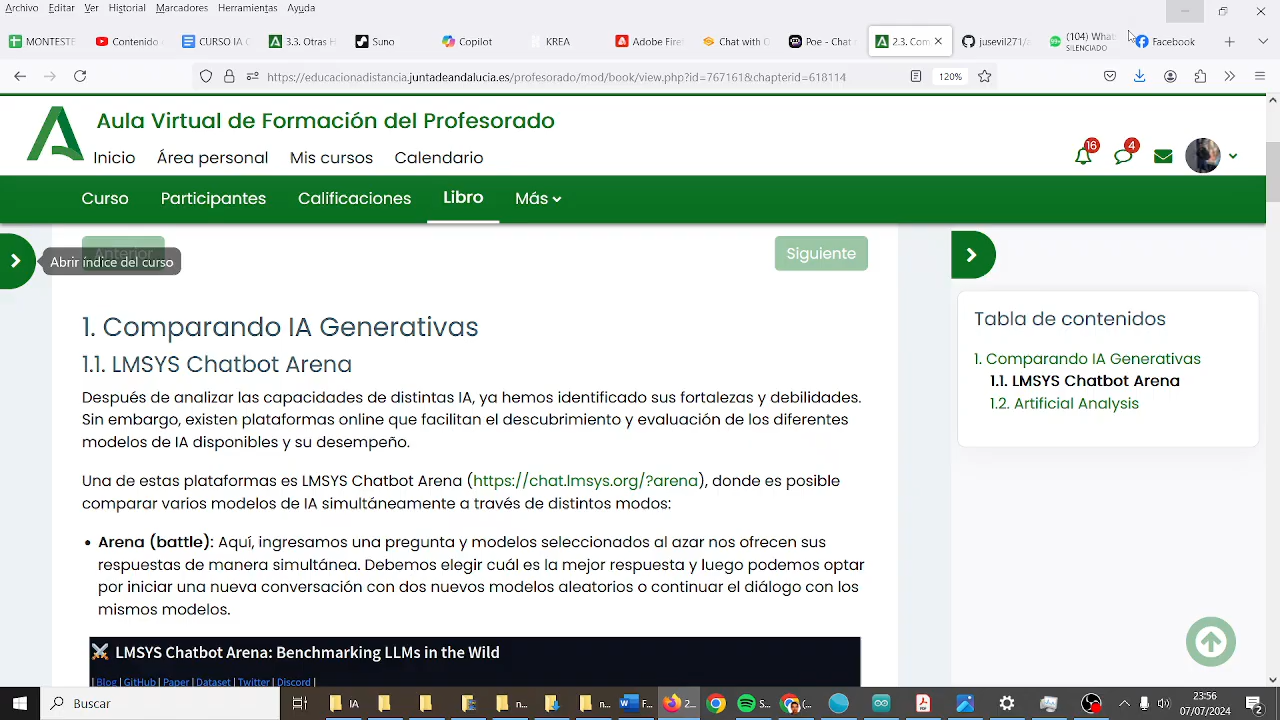 Archivo Editar Ver Historial Marcadores Herramientas Ayuda
MONTESTE Contenido CURSO IA G 3.3. Otras H Suno Copilot KREA Adobe Firef Chat with G Poe - Chat 2.3. Com jusevil271/ (104) What SILENCIADO Facebook
https://educacionadistancia.juntadeandalucia.es/profesorado/mod/book/view.php?id=767161&chapterid=618114 120%
Aula Virtual de Formación del Profesorado
Inicio Área personal Mis cursos Calendario
16 4
Curso Participantes Calificaciones Libro Más
Anterior Siguiente
Abrir índice del curso
1. Comparando IA Generativas
1.1. LMSYS Chatbot Arena
Después de analizar las capacidades de distintas IA, ya hemos identificado sus fortalezas y debilidades.
Sin embargo, existen plataformas online que facilitan el descubrimiento y evaluación de los diferentes
modelos de IA disponibles y su desempeño.
Una de estas plataformas es LMSYS Chatbot Arena (https://chat.lmsys.org/?arena), donde es posible
comparar varios modelos de IA simultáneamente a través de distintos modos:
• Arena (battle): Aquí, ingresamos una pregunta y modelos seleccionados al azar nos ofrecen sus
respuestas de manera simultánea. Debemos elegir cuál es la mejor respuesta y luego podemos optar
por iniciar una nueva conversación con dos nuevos modelos aleatorios o continuar el diálogo con los
mismos modelos.
LMSYS Chatbot Arena: Benchmarking LLMs in the Wild
| Blog | GitHub | Paper | Dataset | Twitter | Discord |
Tabla de contenidos
1. Comparando IA Generativas
1.1. LMSYS Chatbot Arena
1.2. Artificial Analysis
Buscar IA n... n... n... F... 2... S... (...
23:56
07/07/2024
2